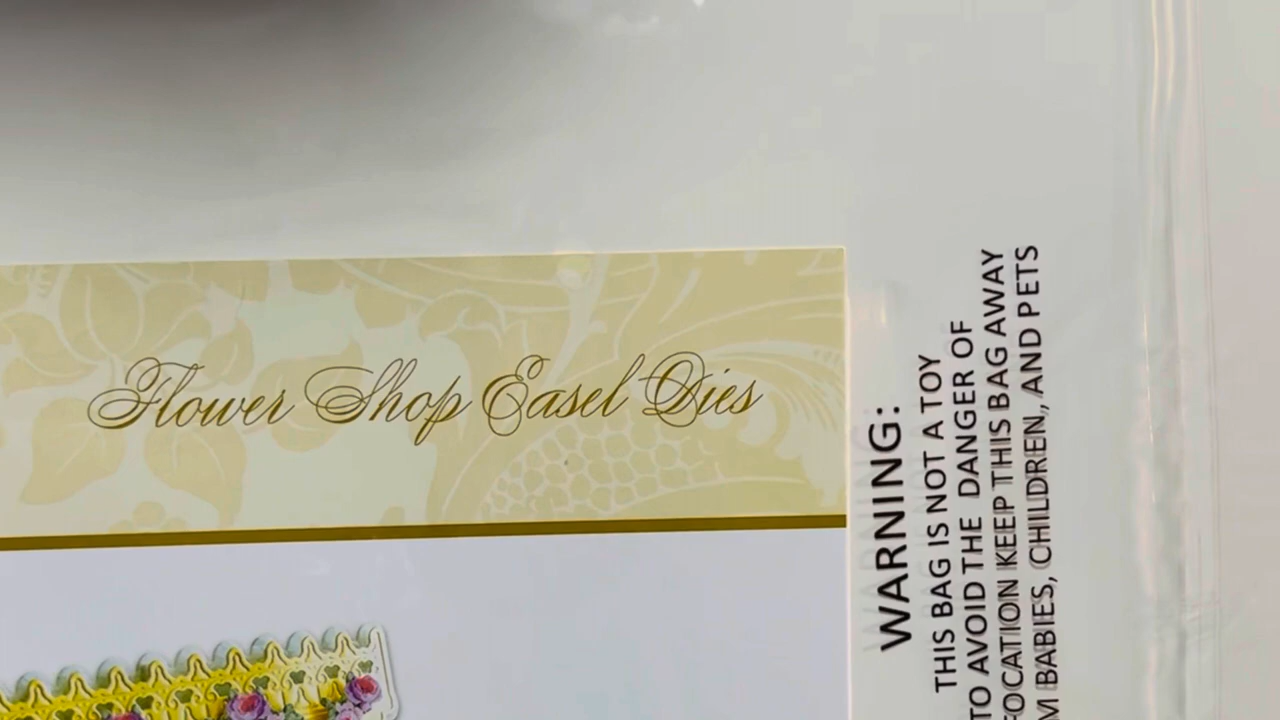 Flower Shop Easel Dies
WARNING:
THIS BAG IS NOT A TOY
TO AVOID THE DANGER OF
KEEP THIS BAG AWAY
BABIES, CHILDREN, AND PETS